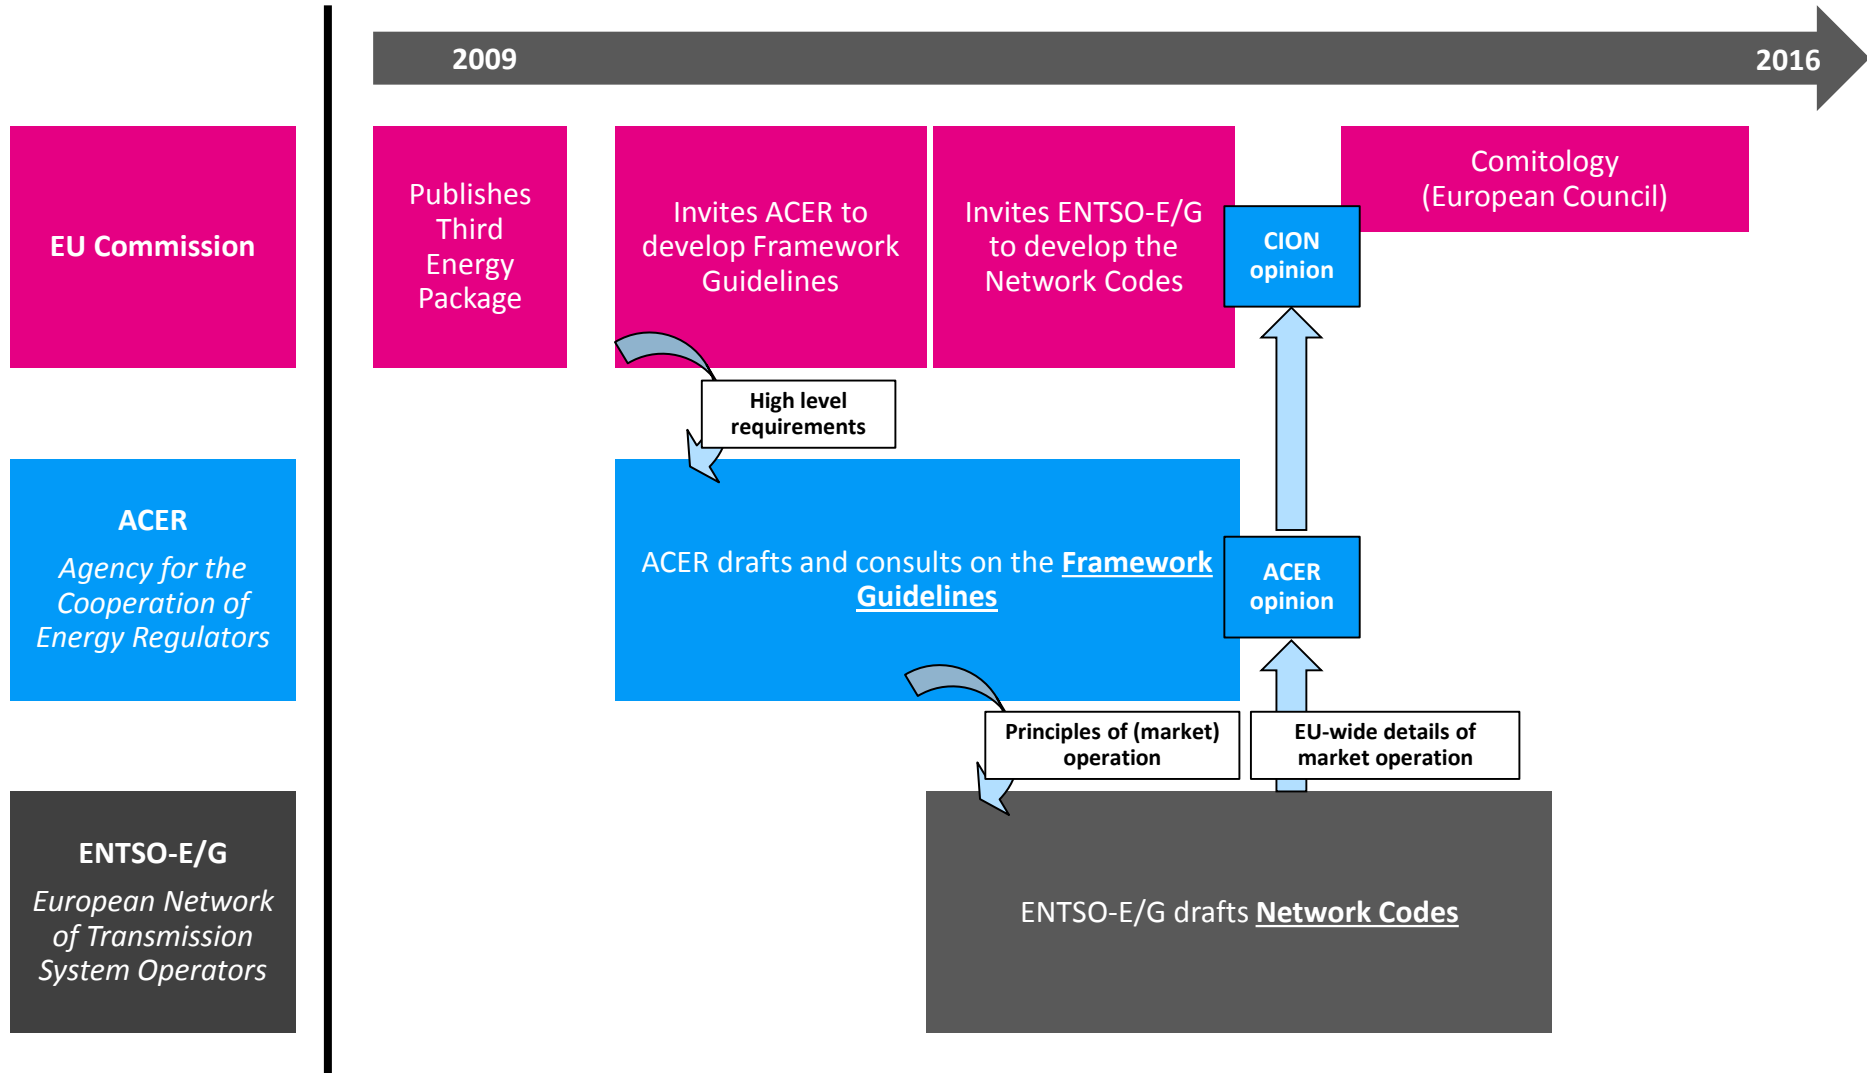 2009
2016
EU Commission
Publishes
Third
Energy
Package
Invites ACER to
develop Framework
Guidelines
Invites ENTSO-E/G
to develop the
Network Codes
CION
opinion
Comitology
(European Council)
High level
requirements
ACER
Agency for the
Cooperation of
Energy Regulators
ACER drafts and consults on the Framework
Guidelines
ACER
opinion
Principles of (market)
operation
EU-wide details of
market operation
ENTSO-E/G
European Network
of Transmission
System Operators
ENTSO-E/G drafts Network Codes